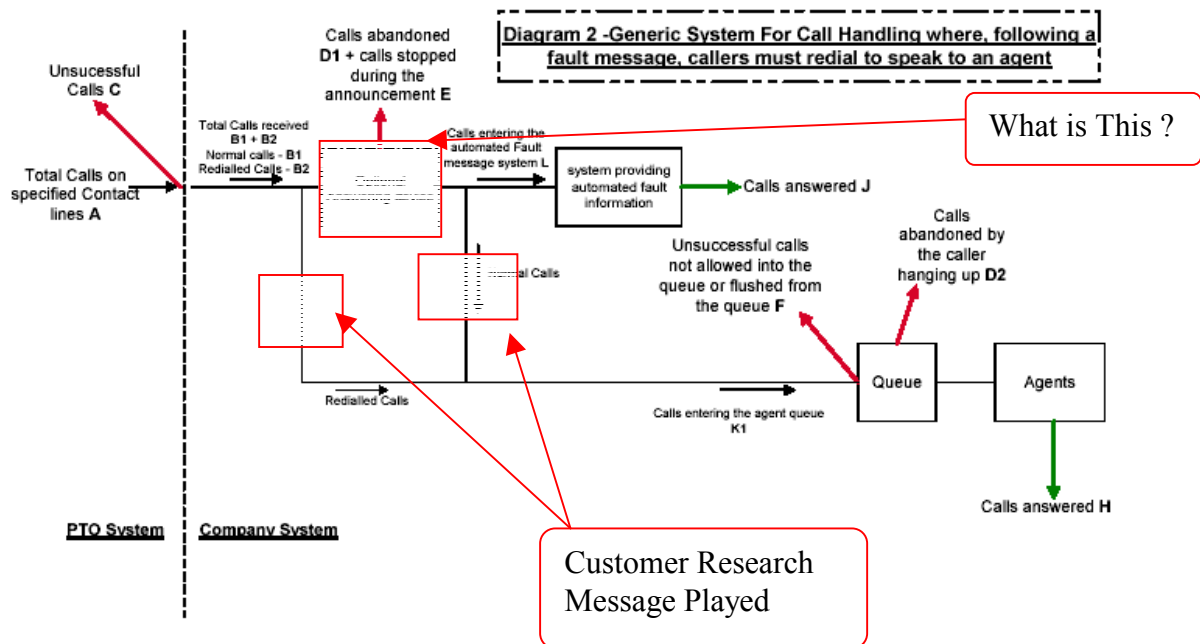 Diagram 2 -Generic System For Call Handling where, following a
fault message, callers must redial to speak to an agent
Calls abandoned
D1 + calls stopped
during the
announcement E
Unsucessful
Calls C
What is This ?
Total Calls received
B1 + B2
Normal calls - B1
Redialled Calls - B2
Calls entering the
automated Fault
message system L
Total Calls on
specified Contact
lines A
system providing
automated fault
information
Calls answered J
Calls
abandoned by
the caller
hanging up D2
Unsuccessful calls
not allowed into the
queue or flushed from
the queue F
Calls
Queue
Agents
Redialled Calls
Calls entering the agent queue
K1
Calls answered H
PTO System
Company System
Customer Research
Message Played